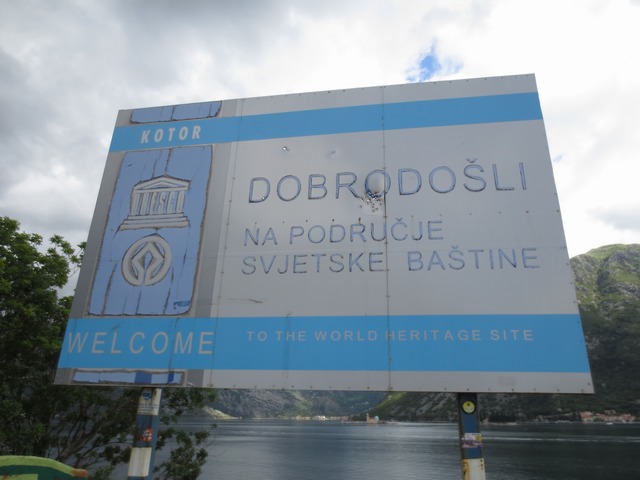 KOTOR
DOBRODOŠLI
NA PODRUČJE
SVJETSKE BAŠTINE
WELCOME TO THE WORLD HERITAGE SITE